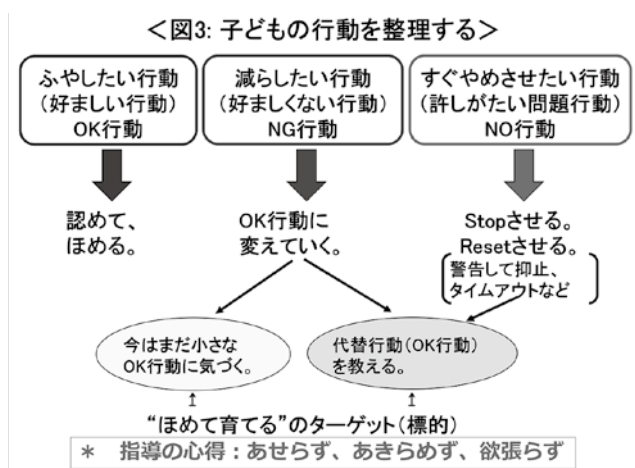 ＜図3: 子どもの行動を整理する＞
ふやしたい行動
(好ましい行動)
OK行動
減らしたい行動
(好ましくない行動)
NG行動
すぐやめさせたい行動
(許しがたい問題行動)
NO行動
認めて、
ほめる。
OK行動に
変えていく。
Stopさせる。
Resetさせる。
警告して抑止、
タイムアウトなど
今はまだ小さな
OK行動に気づく。
代替行動(OK行動)
を教える。
“ほめて育てる”のターゲット(標的)
＊ 指導の心得：あせらず、あきらめず、欲張らず